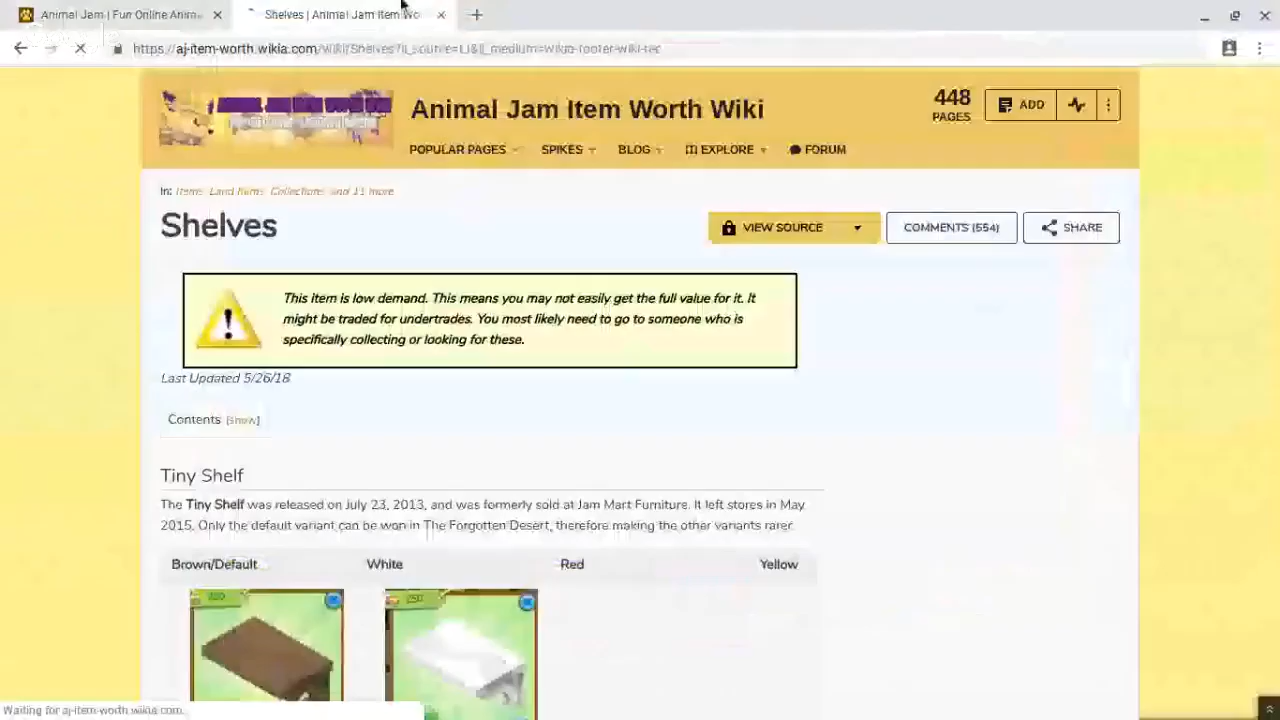 Animal Jam | Fun Online Anim
Shelves | Animal Jam Item Wo
https://aj-item-worth.wikia.com/wiki/Shelves?
Animal Jam Item Worth Wiki
448
PAGES
ADD
POPULAR PAGES
SPIKES
BLOG
EXPLORE
FORUM
In: Items, Land Items, Collections, and 11 more
Shelves
VIEW SOURCE
COMMENTS (554)
SHARE
This item is low demand. This means you may not easily get the full value for it. It
might be traded for undertrades. You most likely need to go to someone who is
specifically collecting or looking for these.
Last Updated 5/26/18
Contents [show]
Tiny Shelf
The Tiny Shelf was released on July 23, 2013, and was formerly sold at Jam Mart Furniture. It left stores in May
2015. Only the default variant can be won in The Forgotten Desert, therefore making the other variants rarer.
Brown/Default
White
Red
Yellow
Waiting for aj-item-worth.wikia.com...